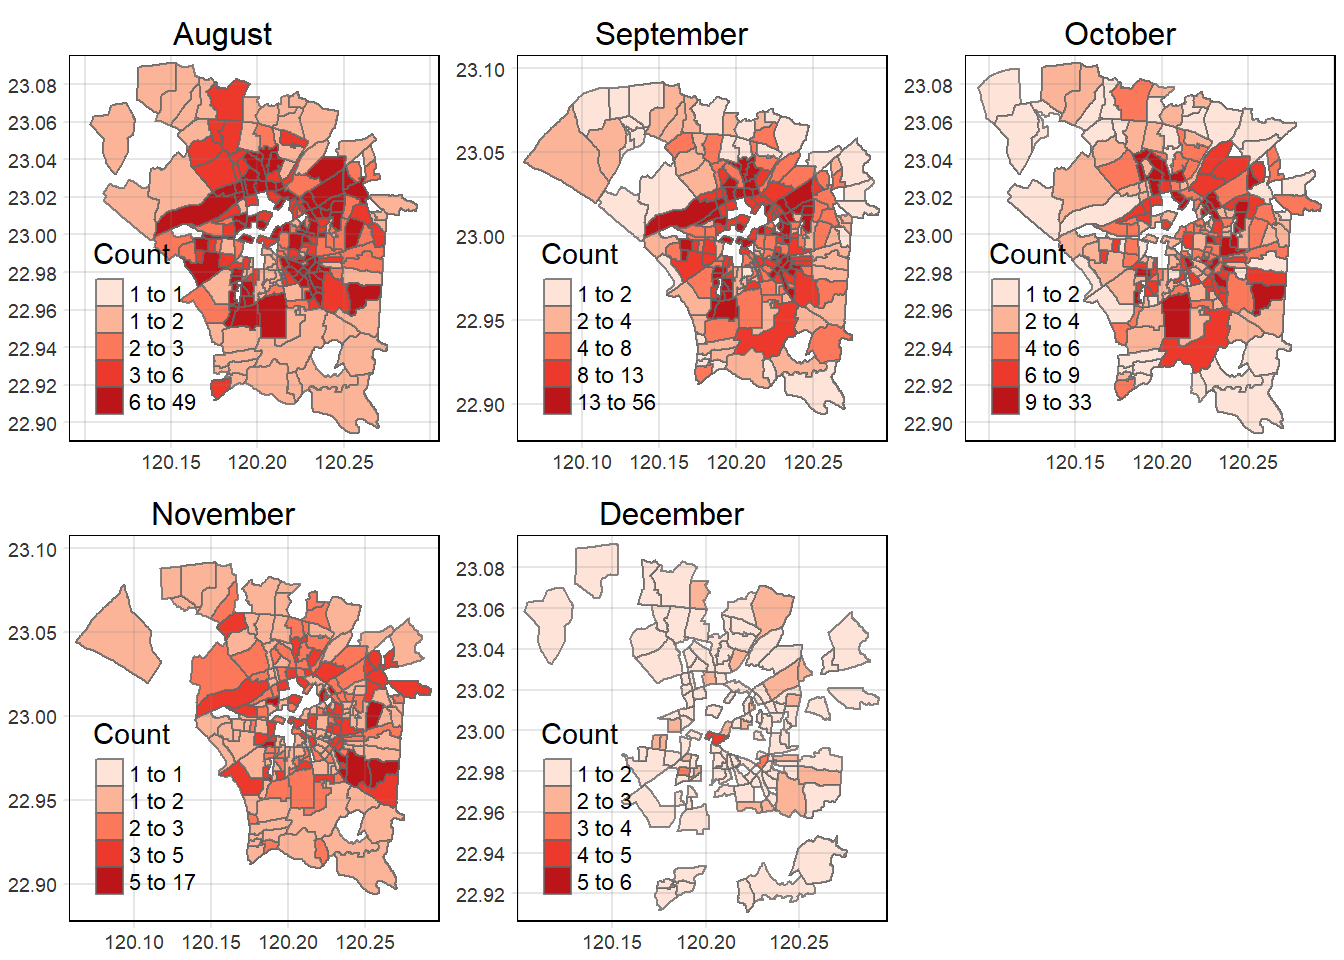 August
23.08
23.06
23.04
23.02
23.00
22.98
22.96
22.94
22.92
22.90
Count
1 to 1
1 to 2
2 to 3
3 to 6
6 to 49
120.15 120.20 120.25
September
23.10
23.05
23.00
22.95
22.90
Count
1 to 2
2 to 4
4 to 8
8 to 13
13 to 56
120.10 120.15 120.20 120.25
October
23.08
23.06
23.04
23.02
23.00
22.98
22.96
22.94
22.92
22.90
Count
1 to 2
2 to 4
4 to 6
6 to 9
9 to 33
120.15 120.20 120.25
November
23.10
23.05
23.00
22.95
22.90
Count
1 to 1
1 to 2
2 to 3
3 to 5
5 to 17
120.10 120.15 120.20 120.25
December
23.08
23.06
23.04
23.02
23.00
22.98
22.96
22.94
22.92
Count
1 to 2
2 to 3
3 to 4
4 to 5
5 to 6
120.15 120.20 120.25